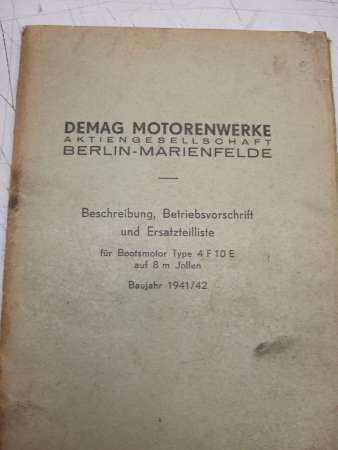 DEMAG MOTORENWERKE
AKTIENGESELLSCHAFT
BERLIN-MARIENFELDE
Beschreibung, Betriebsvorschrift
und Ersatzteilliste
für Bootsmotor Type 4 F 10 E
auf 8 m Jollen
Baujahr 1941/42